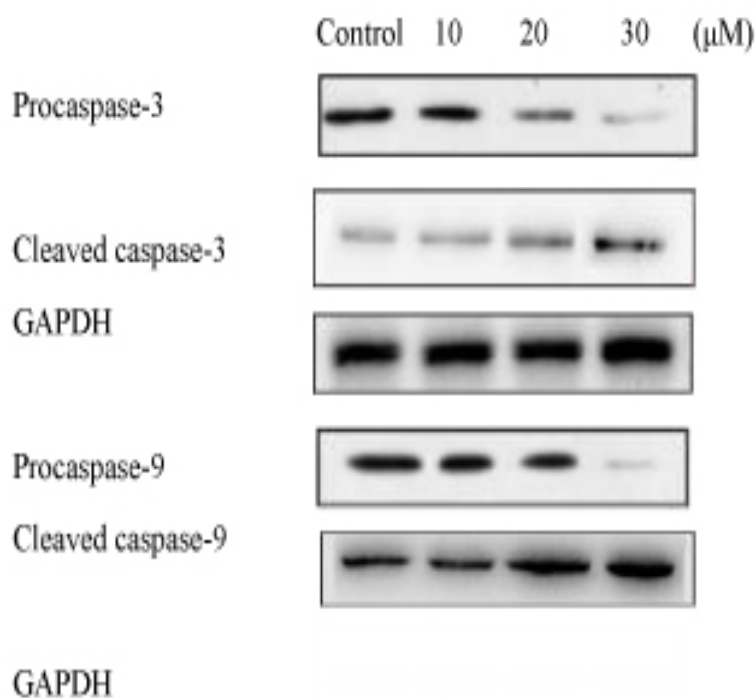 Control 10 20 30 (μM)
Procaspase-3
Cleaved caspase-3
GAPDH
Procaspase-9
Cleaved caspase-9
GAPDH